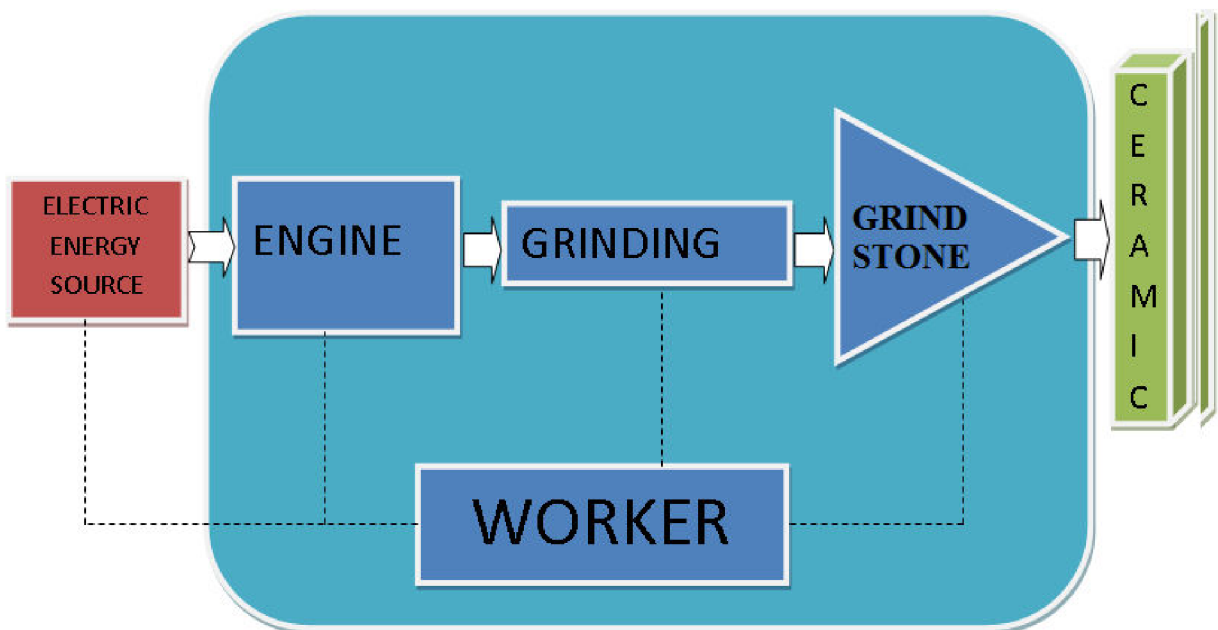 ELECTRIC
ENERGY
SOURCE
ENGINE
GRINDING
GRIND
STONE
C
E
R
A
M
I
C
WORKER